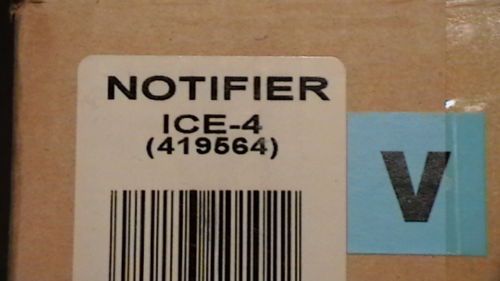 NOTIFIER
ICE-4
(419564)
V